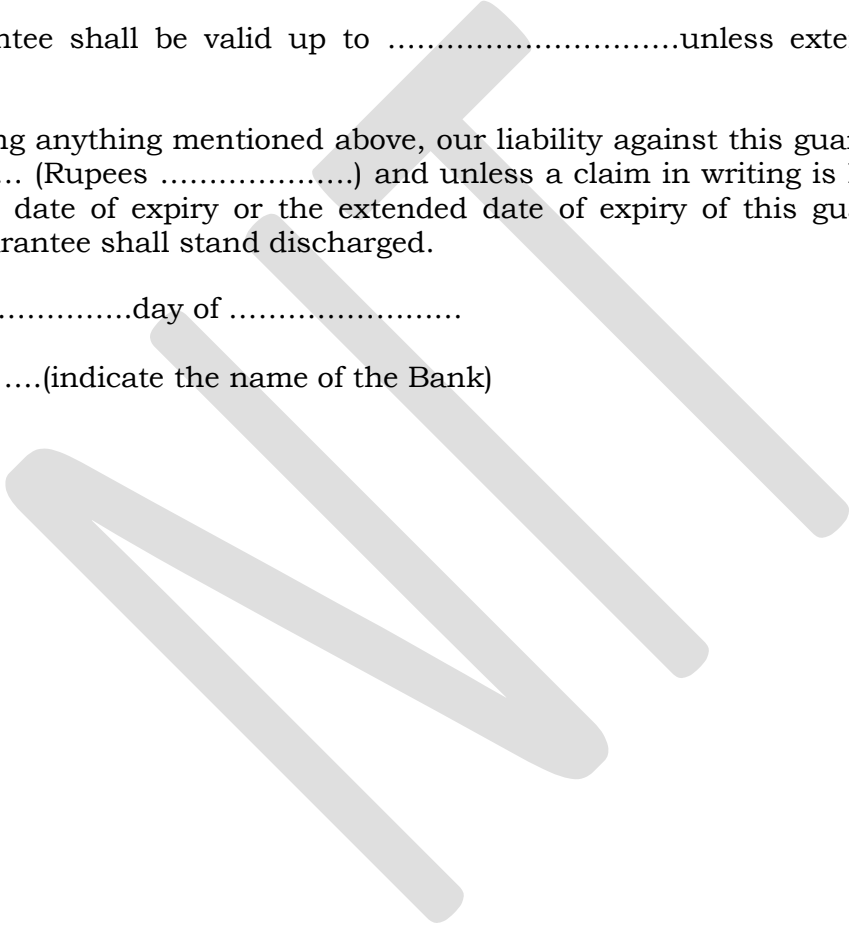 ntee shall be valid up to …………………………unless exte
ng anything mentioned above, our liability against this guar
… (Rupees ………………..) and unless a claim in writing is
date of expiry or the extended date of expiry of this gu
rantee shall stand discharged.
…………..day of ……………………
….(indicate the name of the Bank)
NIT